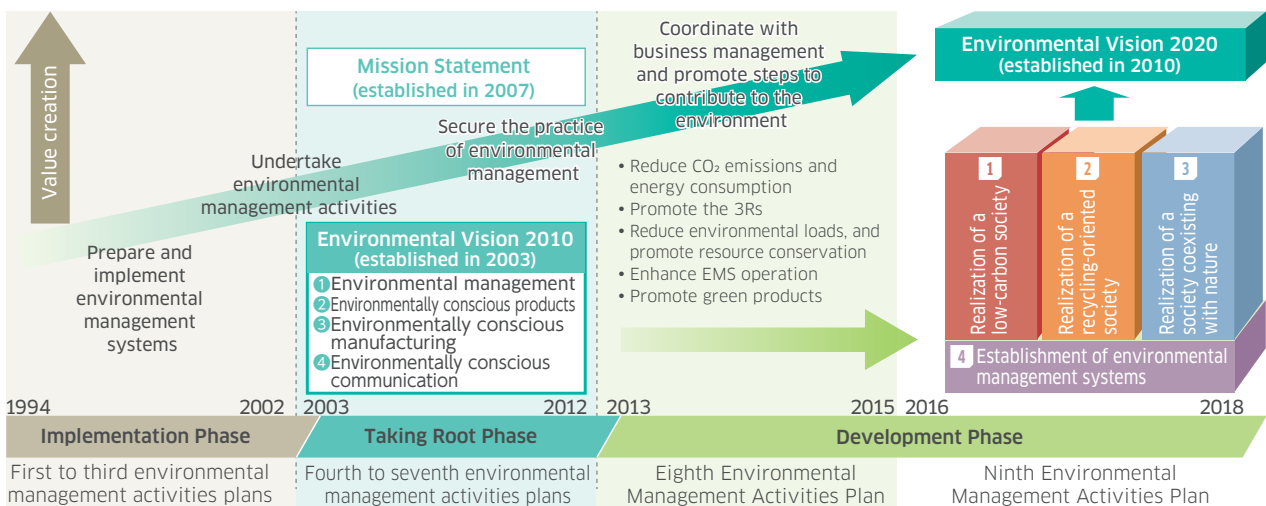 Value creation
Prepare and
implement
environmental
management
systems
Undertake
environmental
management activities
Mission Statement
(established in 2007)
Secure the practice
of environmental
management
Environmental Vision 2010
(established in 2003)
1 Environmental management
2 Environmentally conscious products
3 Environmentally conscious
manufacturing
4 Environmentally conscious
communication
Coordinate with
business management
and promote steps to
contribute to the
environment
• Reduce CO₂ emissions and
energy consumption
• Promote the 3Rs
• Reduce environmental loads, and
promote resource conservation
• Enhance EMS operation
• Promote green products
Environmental Vision 2020
(established in 2010)
1 Realization of a
low-carbon society
2 Realization of a
recycling-oriented
society
3 Realization of a
society coexisting
with nature
4 Establishment of environmental
management systems
1994 2002 2003 2012 2013 2015 2016 2018
Implementation Phase Taking Root Phase Development Phase
First to third environmental
management activities plans
Fourth to seventh environmental
management activities plans
Eighth Environmental
Management Activities Plan
Ninth Environmental
Management Activities Plan